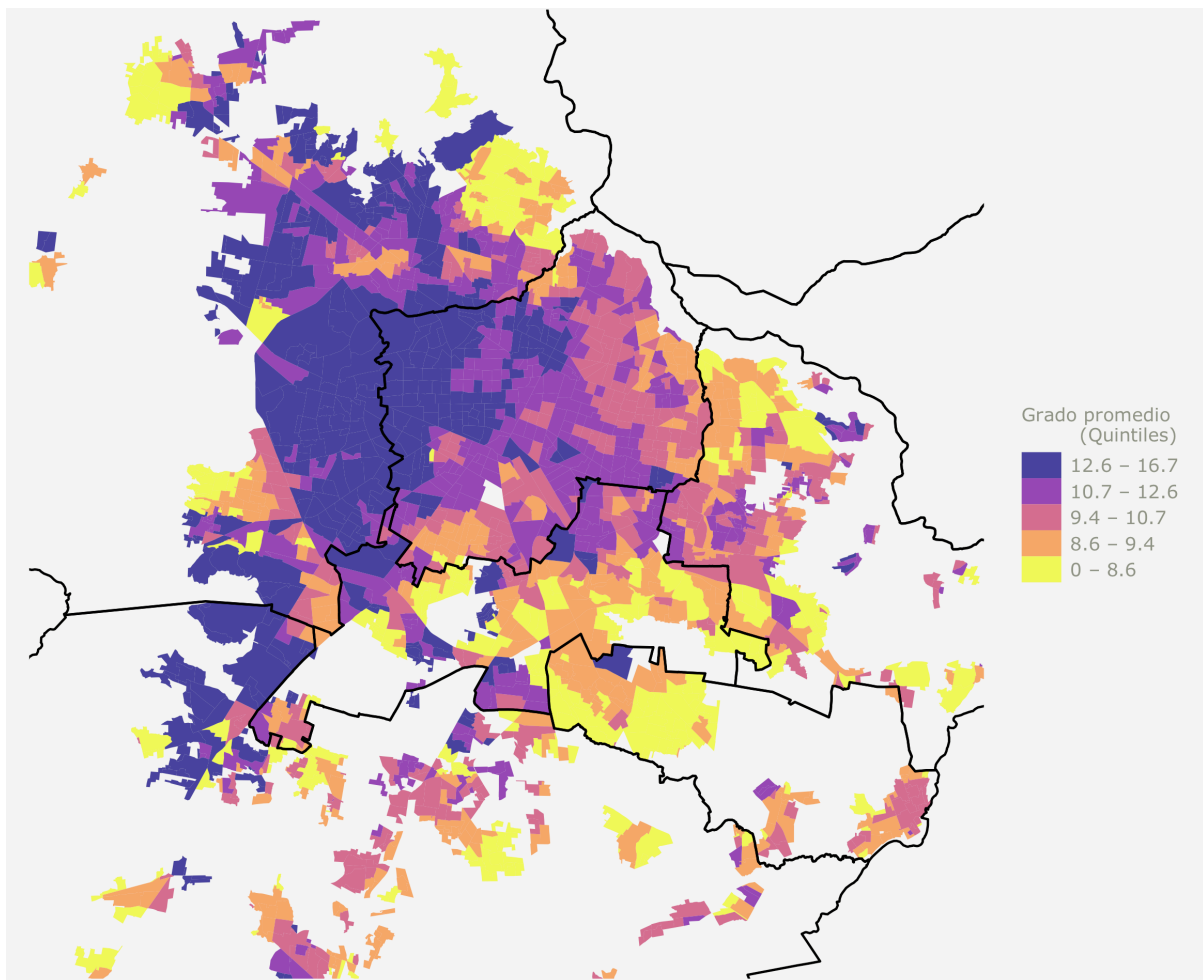 Grado promedio
(Quintiles)
12.6 – 16.7
10.7 – 12.6
9.4 – 10.7
8.6 – 9.4
0 – 8.6